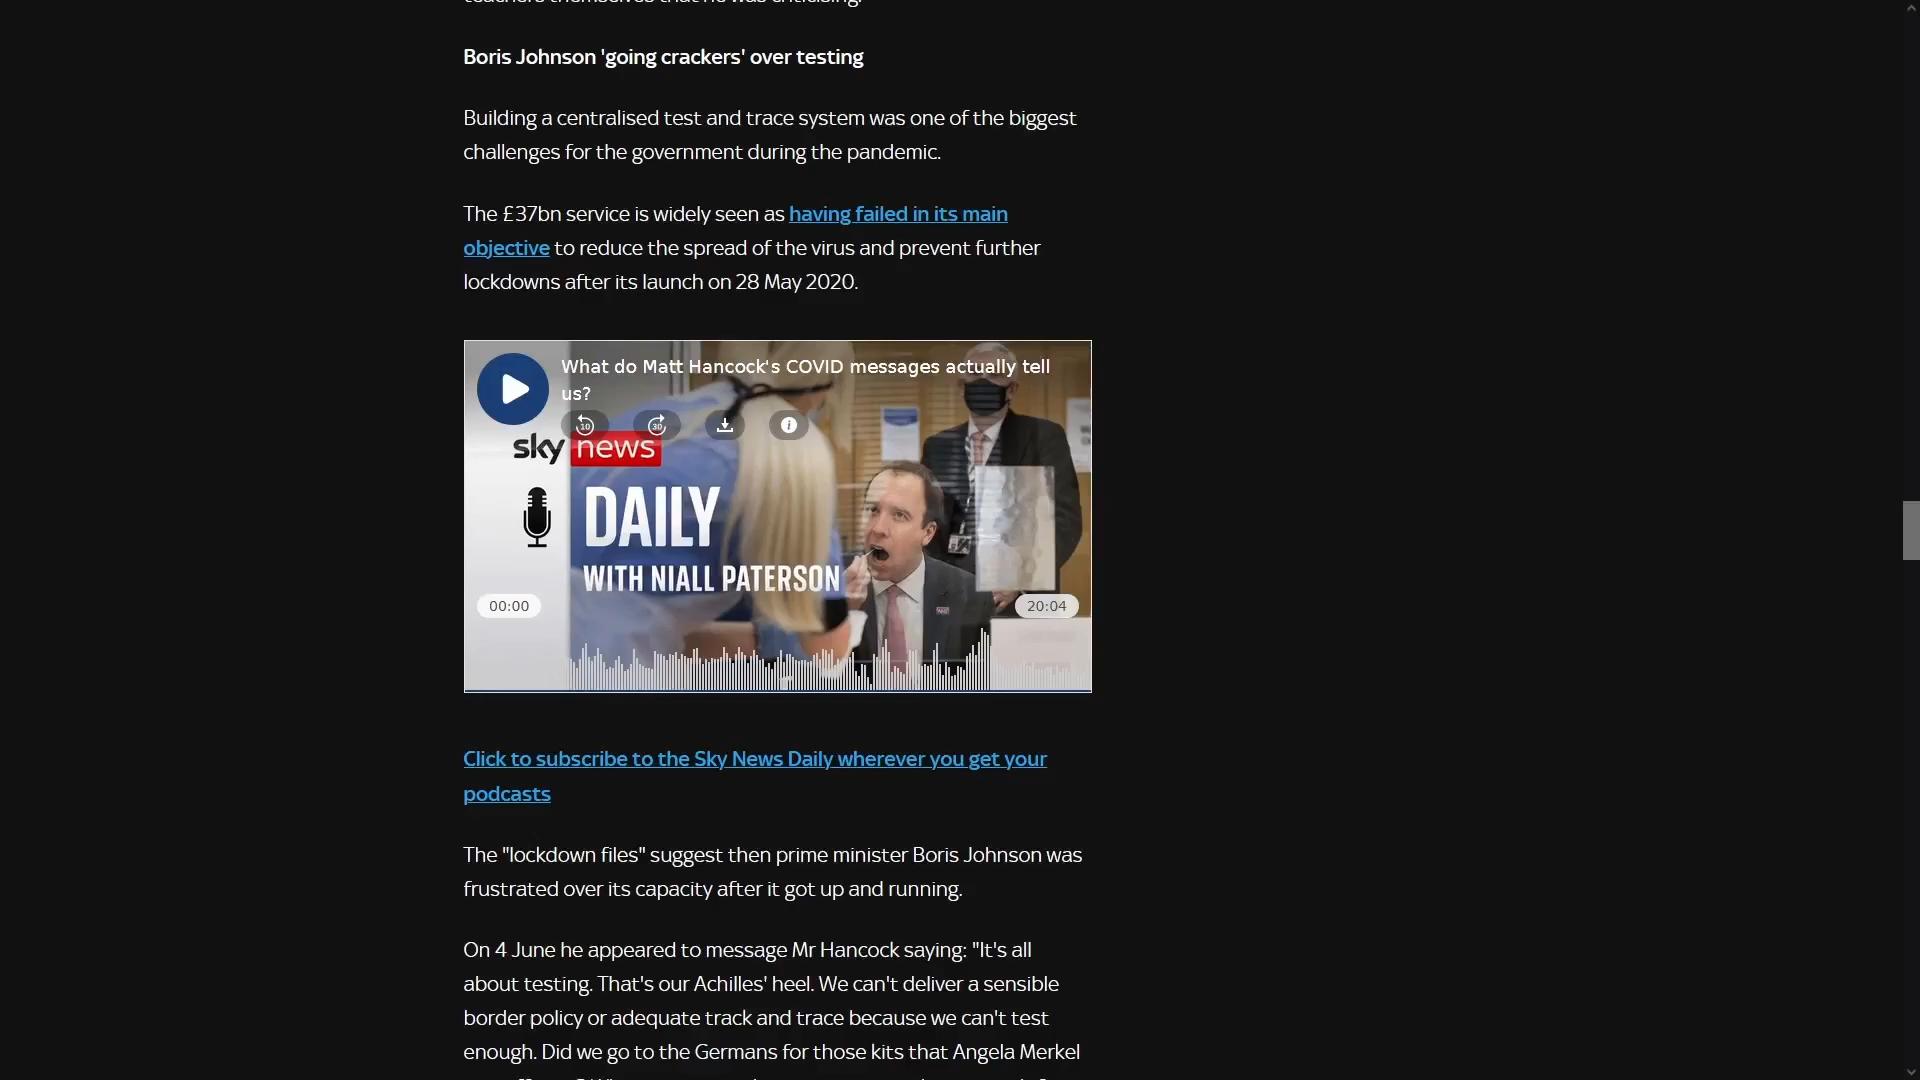 Boris Johnson 'going crackers' over testing
Building a centralised test and trace system was one of the biggest
challenges for the government during the pandemic.
The £37bn service is widely seen as having failed in its main
objective to reduce the spread of the virus and prevent further
lockdowns after its launch on 28 May 2020.
What do Matt Hancock's COVID messages actually tell
us?
10
30
sky news
DAILY
WITH NIALL PATERSON
00:00
20:04
Click to subscribe to the Sky News Daily wherever you get your
podcasts
The "lockdown files" suggest then prime minister Boris Johnson was
frustrated over its capacity after it got up and running.
On 4 June he appeared to message Mr Hancock saying: "It's all
about testing. That's our Achilles' heel. We can't deliver a sensible
border policy or adequate track and trace because we can't test
enough. Did we go to the Germans for those kits that Angela Merkel